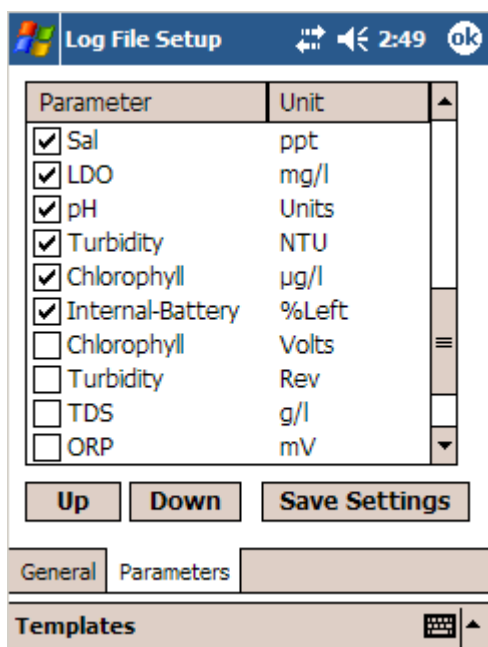 Log File Setup 2:49 ok
Parameter Unit
Sal ppt
LDO mg/l
pH Units
Turbidity NTU
Chlorophyll µg/l
Internal-Battery %Left
Chlorophyll Volts
Turbidity Rev
TDS g/l
ORP mV
Up Down Save Settings
General Parameters
Templates